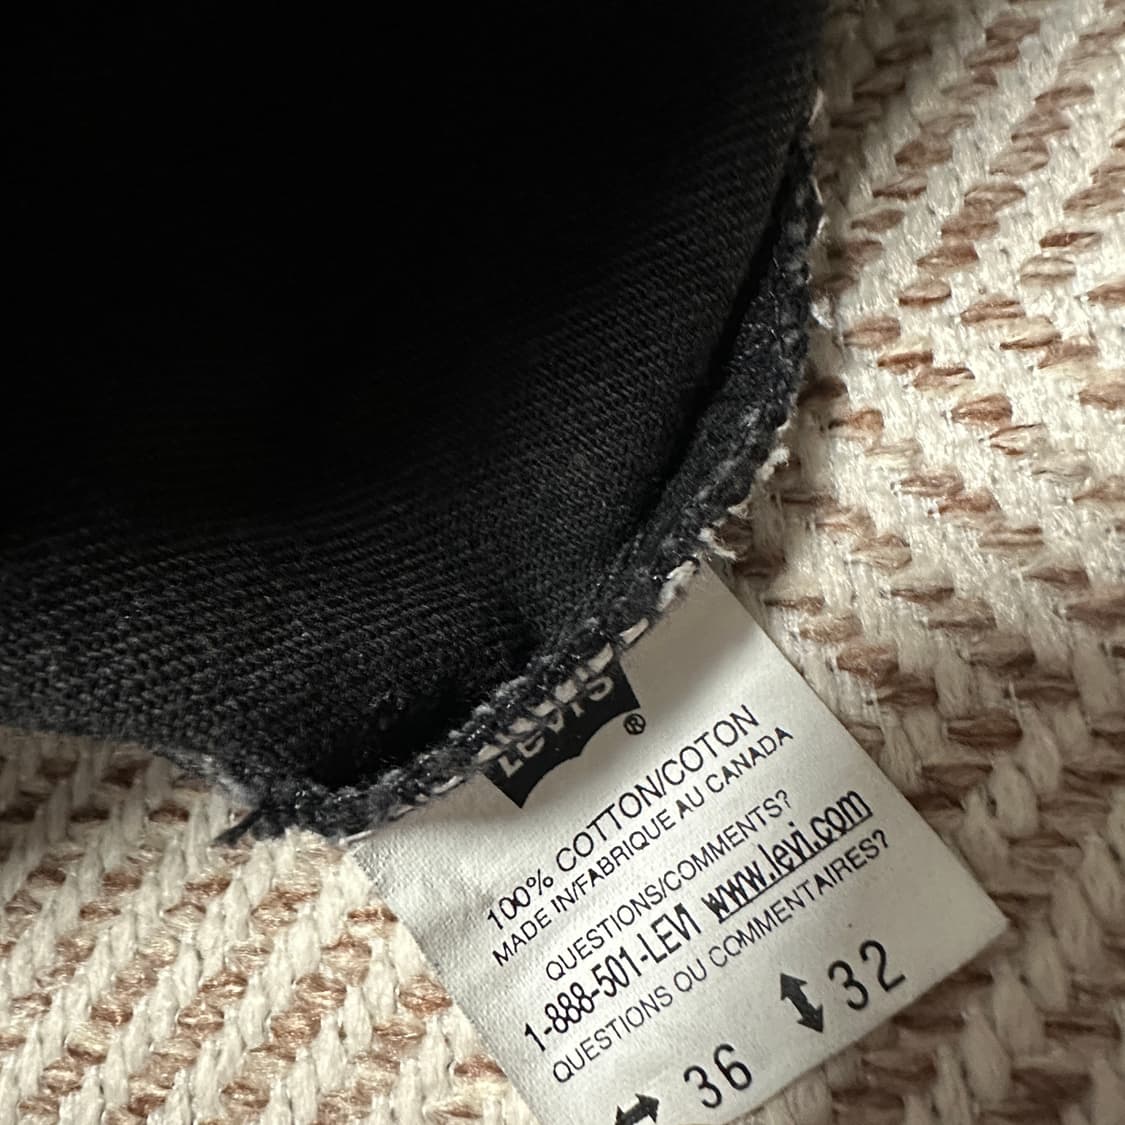 LEVI'S
®
100% COTTON/COTON
MADE IN/FABRIQUE AU CANADA
QUESTIONS/COMMENTS?
1-888-501-LEVI www.levi.com
QUESTIONS OU COMMENTAIRES?
↔ 36 ↕ 32